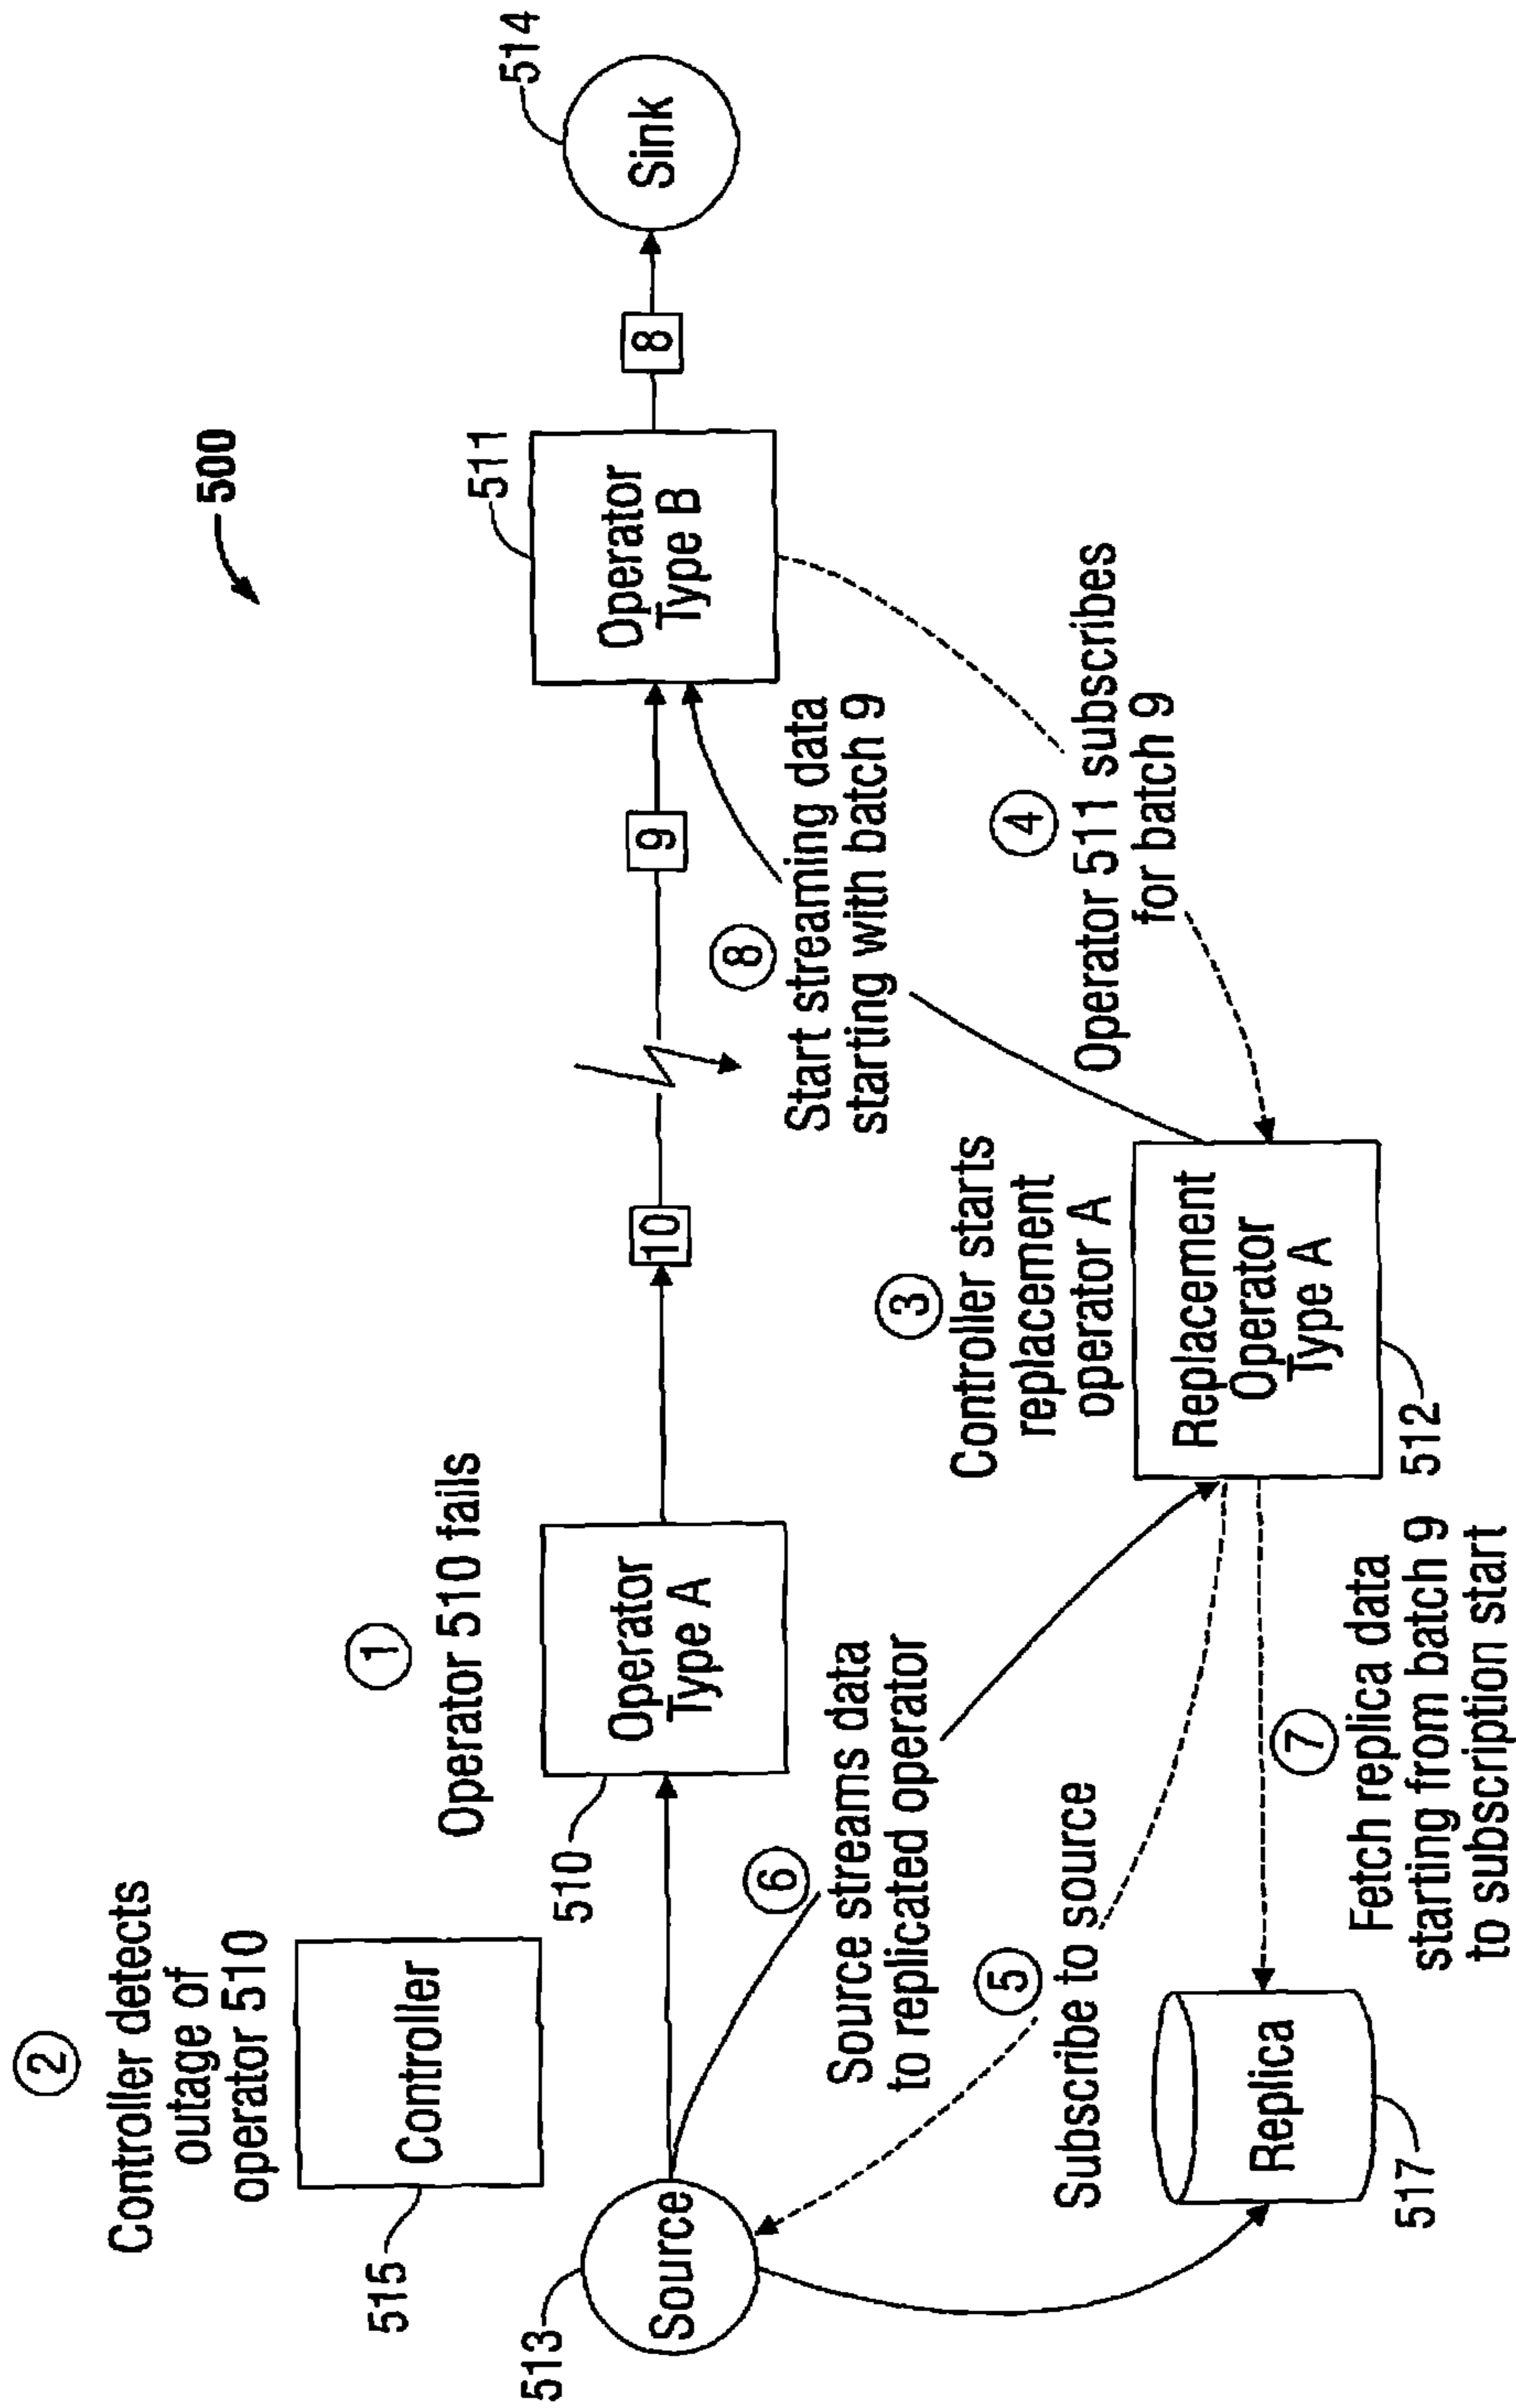 500
2
Controller detects
outage of
operator 510
Controller
515
1
Operator 510 fails
Operator
Type A
510
513
Source
10
9
Operator
Type B
511
8
Sink
514
6
Source streams data
to replicated operator
8
Start streaming data
starting with batch 9
5
Subscribe to source
3
Controller starts
replacement
operator A
4
Operator 511 subscribes
for batch 9
Replica
517
7
Fetch replica data
starting from batch 9
to subscription start
Replacement
Operator
Type A
512